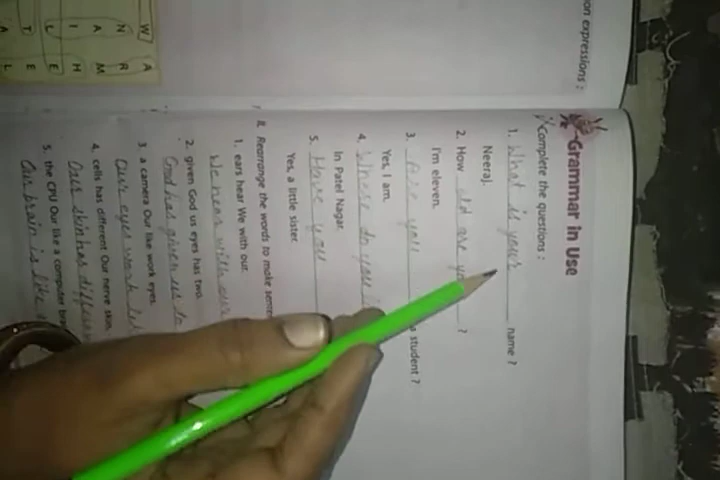 on expressions :
W A
N R
A M
I H
L E
T E
A L
Grammar in Use
Complete the questions :
1. What is your name ?
Neeraj.
2. How old are ?
I'm eleven.
3. Are you a student ?
Yes, I am.
4. Where do you
In Patel Nagar.
5. Have you
Yes, a little sister.
II. Rearrange the words to make
1. ears hear We with our.
We hear with our
2. given God us eyes has two.
God has given us
3. a camera Our like work eyes.
Our eyes work
4. cells has different Our nerve skin.
Our skin has
5. the CPU Our like a computer
Our brain is like